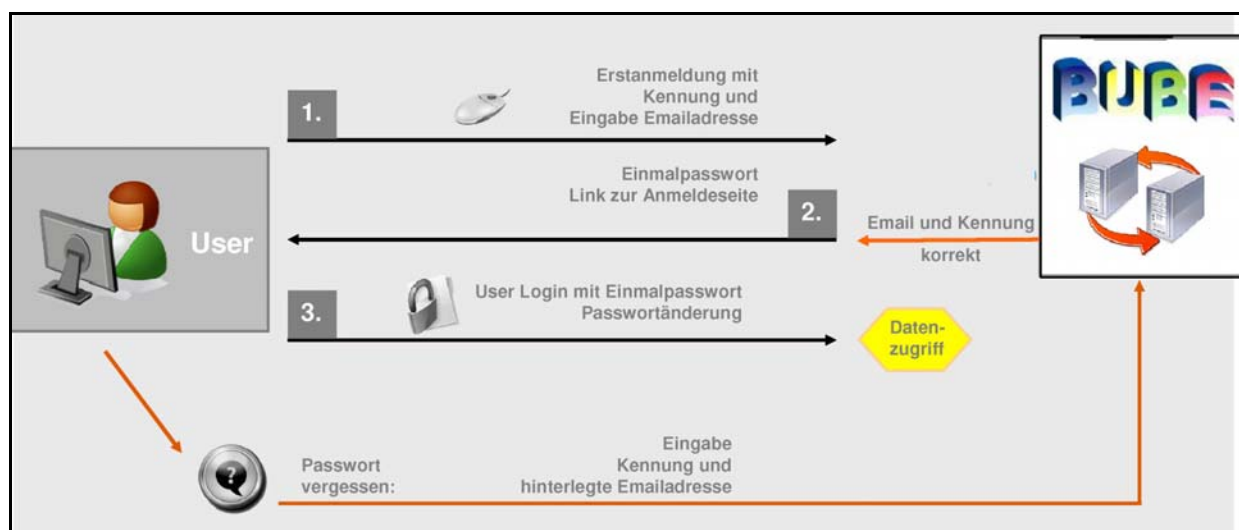 Erstanmeldung mit
Kennung und
Eingabe Emailadresse
1.
BUBE
Einmalpasswort
Link zur Anmeldeseite
2.
Email und Kennung
korrekt
User
User Login mit Einmalpasswort
Passwortänderung
3.
Daten-
zugriff
?
Passwort
vergessen:
Eingabe
Kennung und
hinterlegte Emailadresse